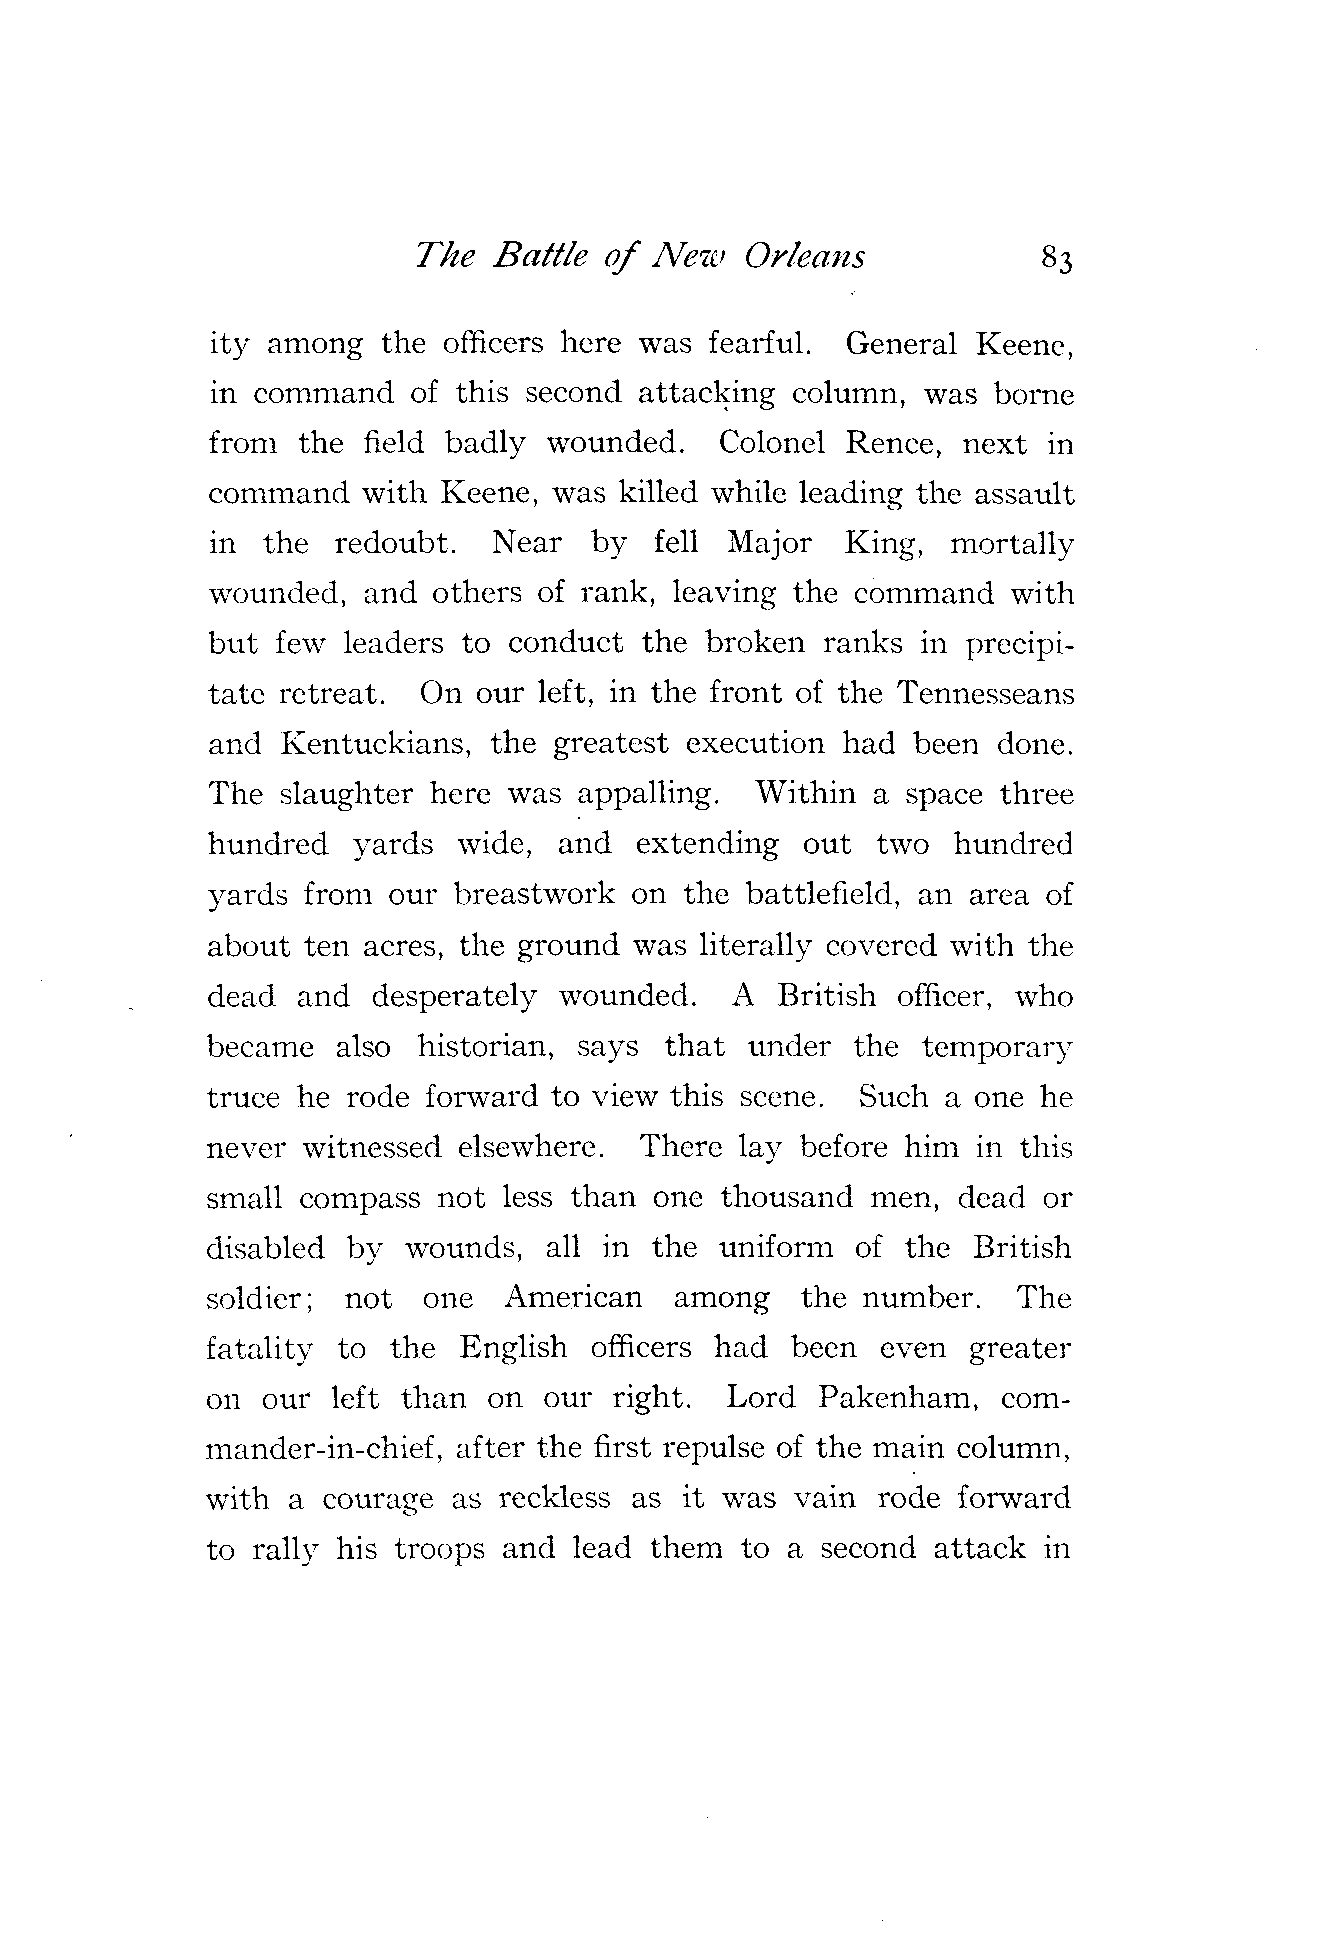 The Battle of New Orleans 83
ity among the officers here was fearful. General Keene,
in command of this second attacking column, was borne
from the field badly wounded. Colonel Rence, next in
command with Keene, was killed while leading the assault
in the redoubt. Near by fell Major King, mortally
wounded, and others of rank, leaving the command with
but few leaders to conduct the broken ranks in precipi-
tate retreat. On our left, in the front of the Tennesseans
and Kentuckians, the greatest execution had been done.
The slaughter here was appalling. Within a space three
hundred yards wide, and extending out two hundred
yards from our breastwork on the battlefield, an area of
about ten acres, the ground was literally covered with the
dead and desperately wounded. A British officer, who
became also historian, says that under the temporary
truce he rode forward to view this scene. Such a one he
never witnessed elsewhere. There lay before him in this
small compass not less than one thousand men, dead or
disabled by wounds, all in the uniform of the British
soldier; not one American among the number. The
fatality to the English officers had been even greater
on our left than on our right. Lord Pakenham, com-
mander-in-chief, after the first repulse of the main column,
with a courage as reckless as it was vain rode forward
to rally his troops and lead them to a second attack in